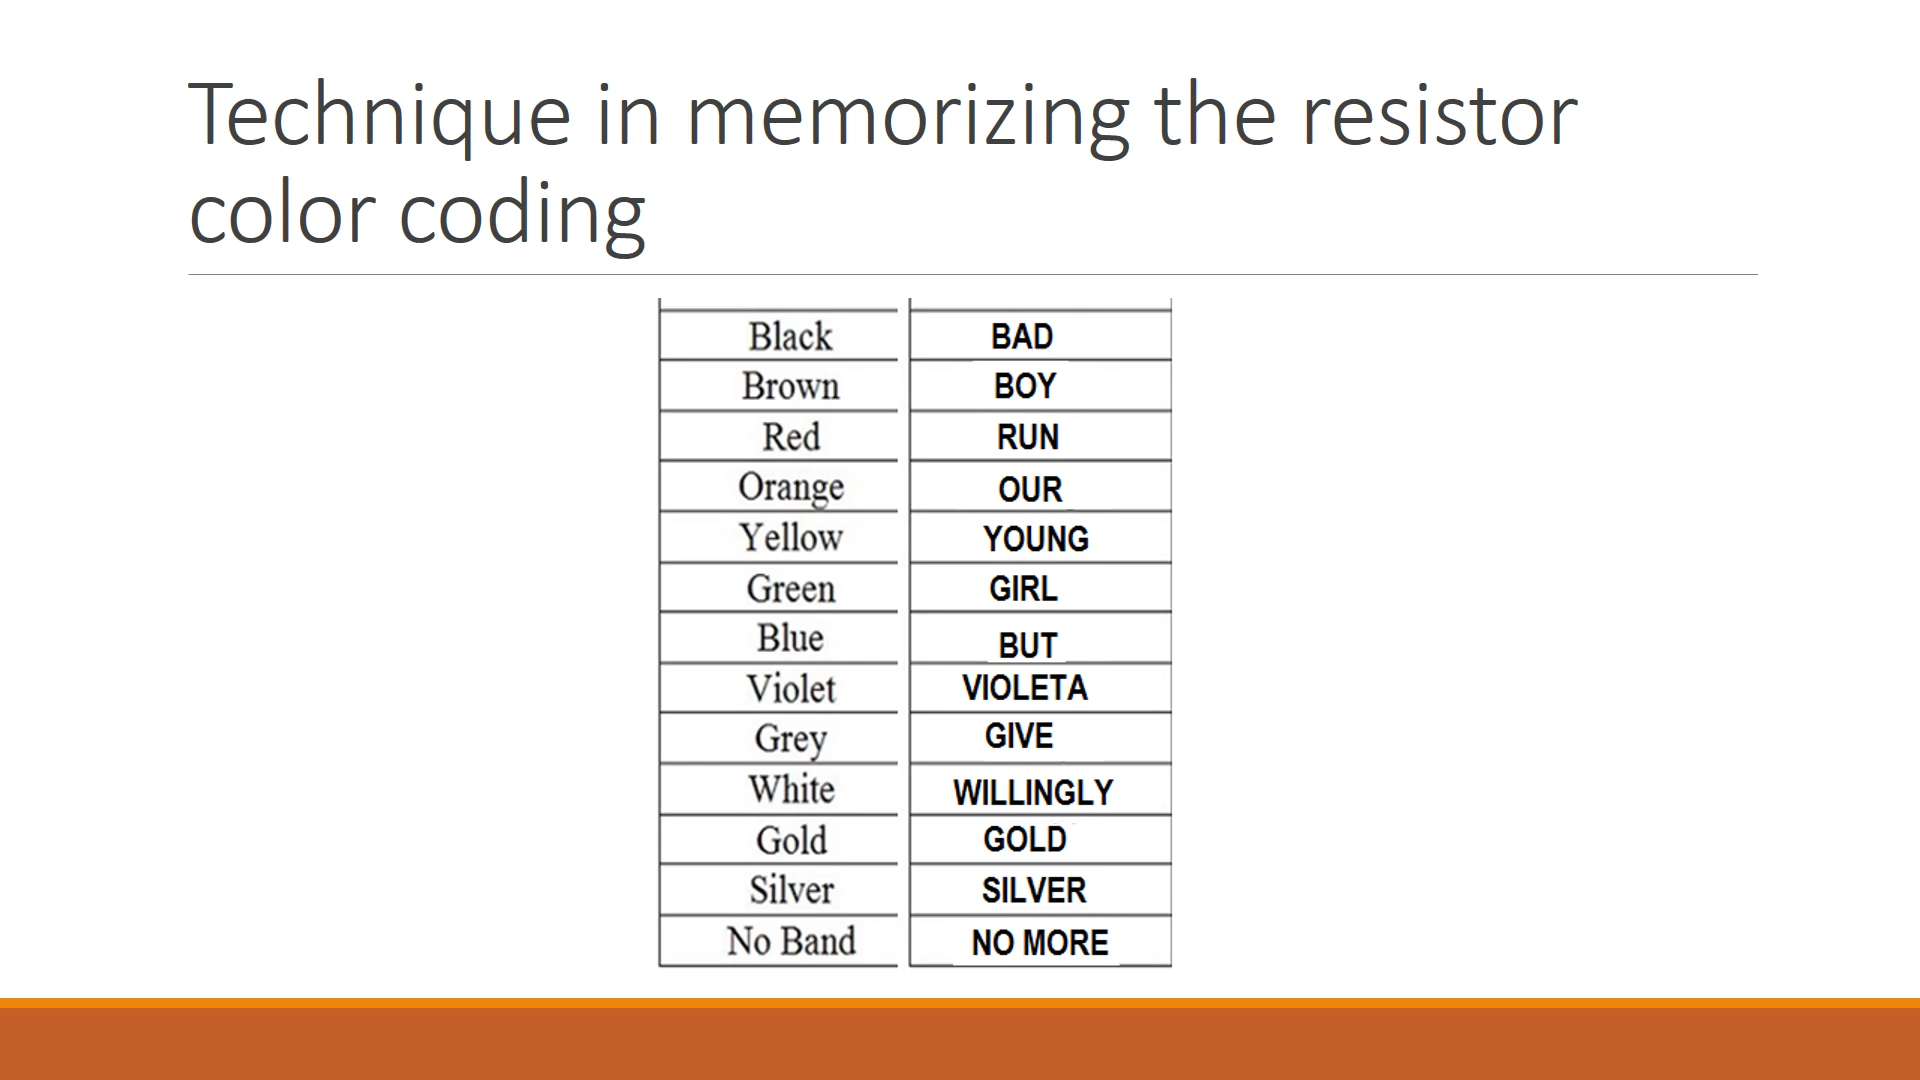 Technique in memorizing the resistor
color coding
Black BAD
Brown BOY
Red RUN
Orange OUR
Yellow YOUNG
Green GIRL
Blue BUT
Violet VIOLETA
Grey GIVE
White WILLINGLY
Gold GOLD
Silver SILVER
No Band NO MORE